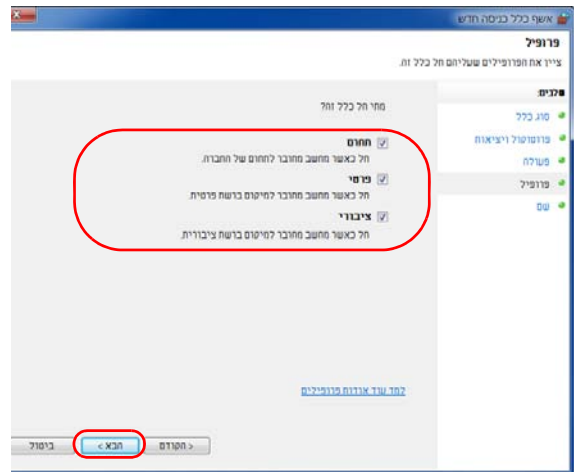 אשף כלל כניסה חדש
פרופיל
ציין את הפרופילים שעליהם חל כלל זה.
שלבים:
סוג כלל
פרוטוקול ויציאות
פעולה
פרופיל
שם
מתי חל כלל זה?
תחום
חל כאשר מחשב מחובר לתחום של החברה.
פרטי
חל כאשר מחשב מחובר למיקום ברשת פרטית.
ציבורי
חל כאשר מחשב מחובר למיקום ברשת ציבורית.
למד עוד אודות פרופילים
< הקודם
הבא >
ביטול